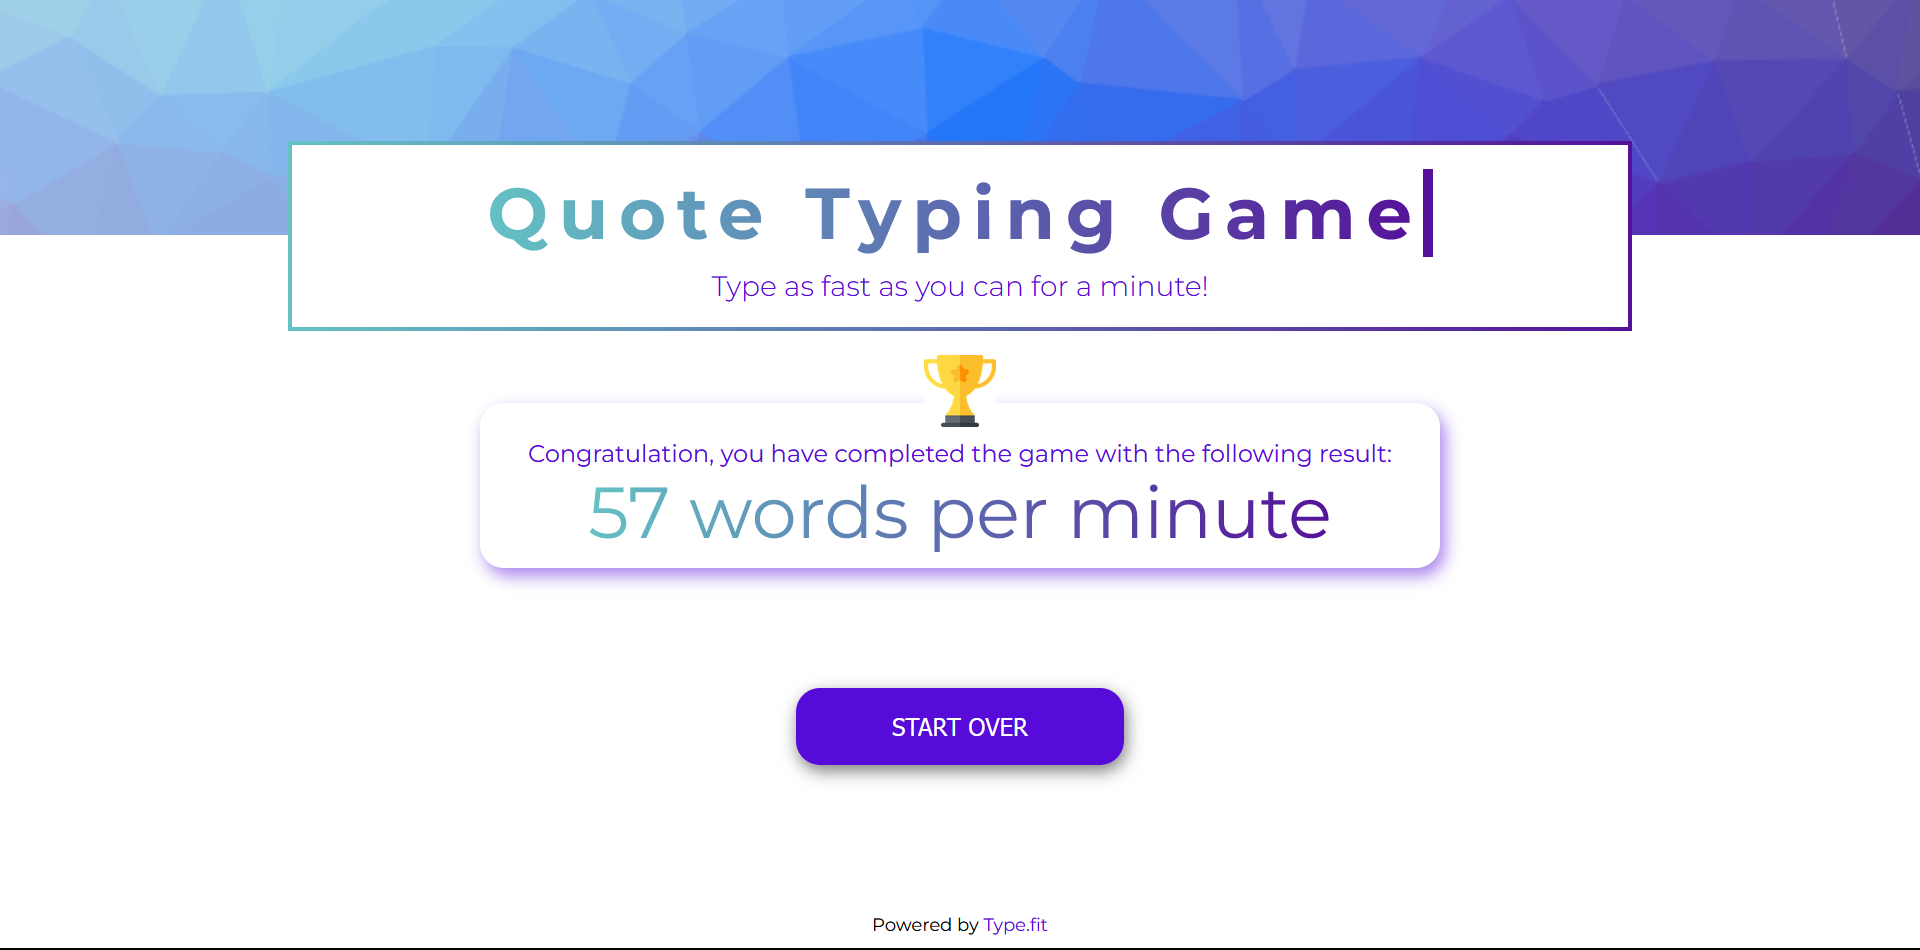 Quote Typing Game
Type as fast as you can for a minute!
Congratulation, you have completed the game with the following result:
57 words per minute
START OVER
Powered by Type.fit